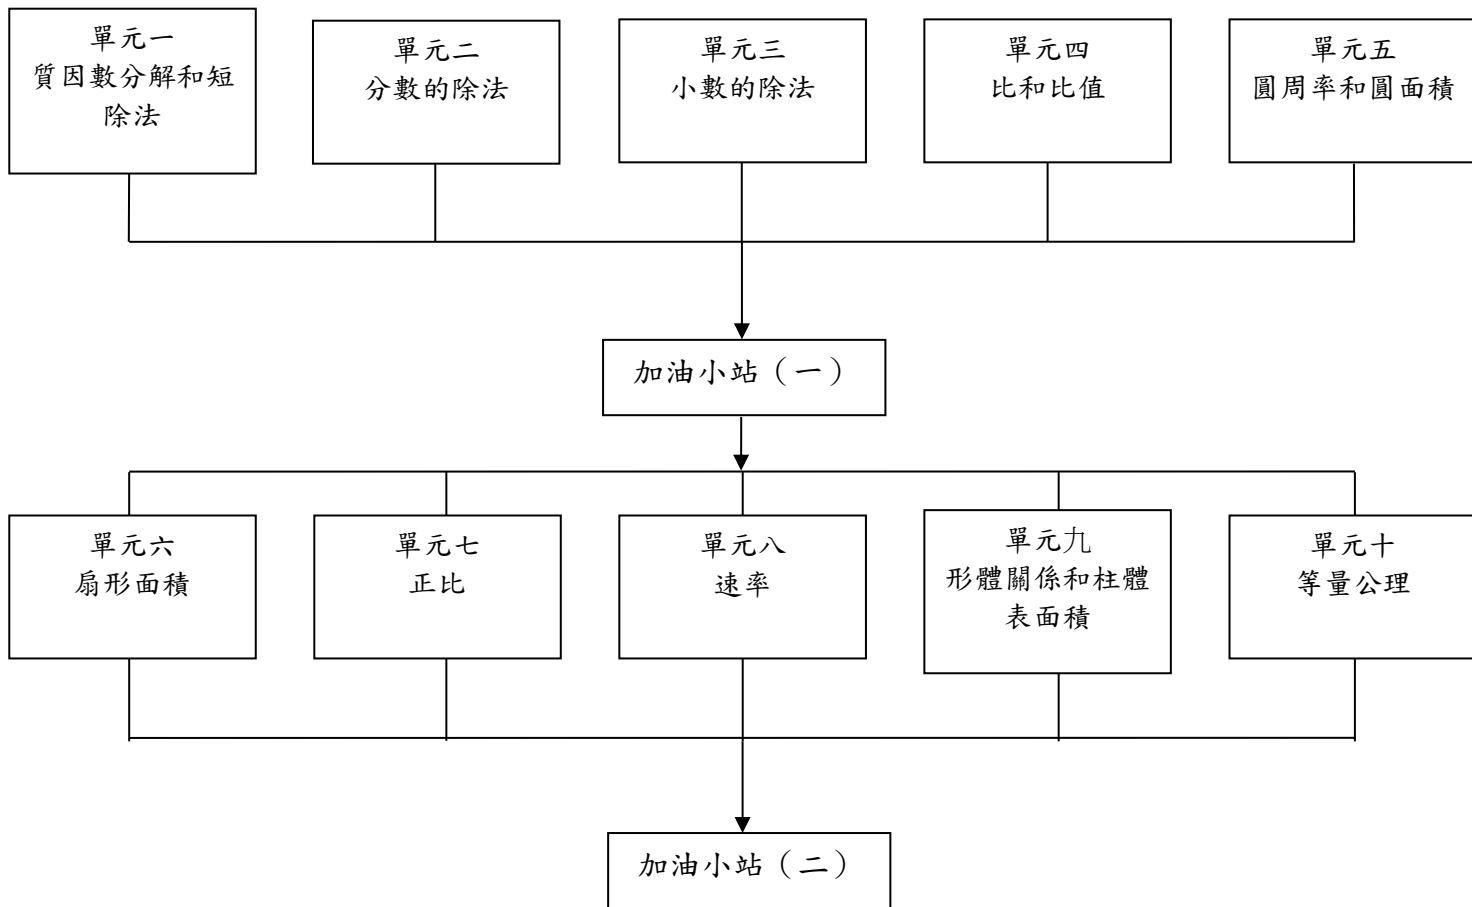 單元一
質因數分解和短
除法
單元二
分數的除法
單元三
小數的除法
單元四
比和比值
單元五
圓周率和圓面積
加油小站（一）
單元六
扇形面積
單元七
正比
單元八
速率
單元九
形體關係和柱體
表面積
單元十
等量公理
加油小站（二）